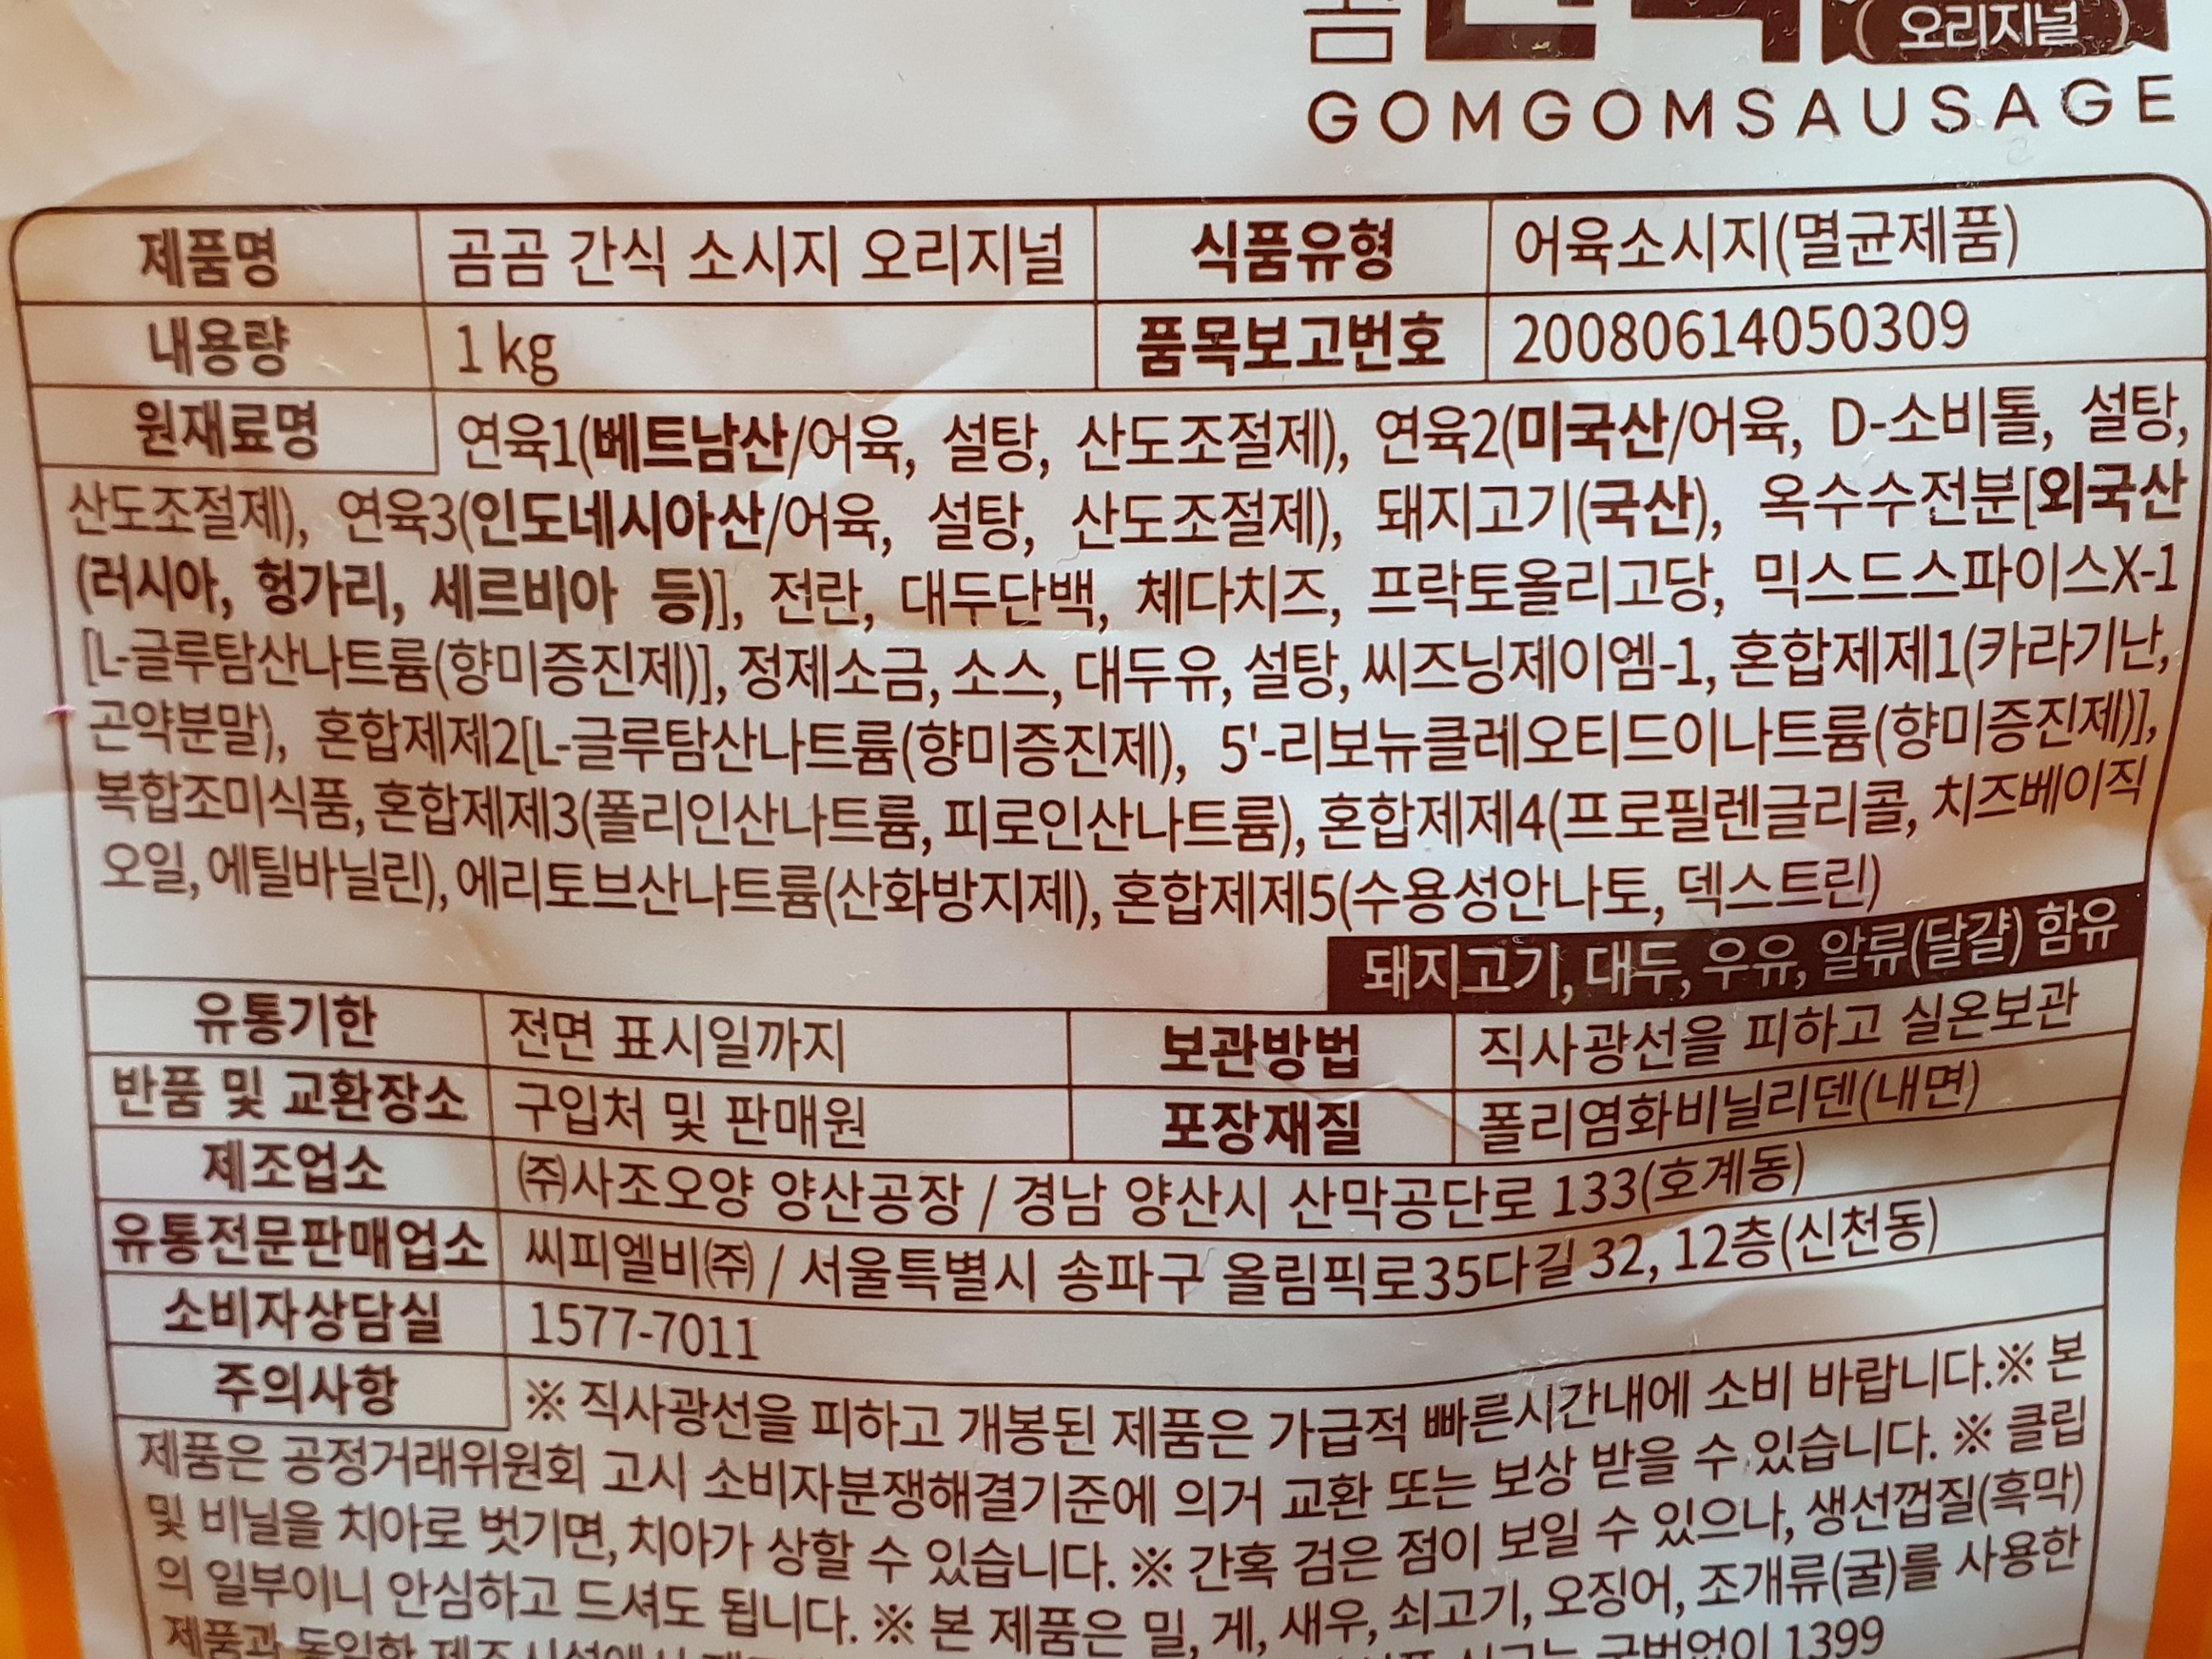 곰
오리지널
GOMGOMSAUSAGE
제품명 곰곰 간식 소시지 오리지널 식품유형 어육소시지(멸균제품)
내용량 1 kg 품목보고번호 20080614050309
원재료명 연육1(베트남산/어육, 설탕, 산도조절제), 연육2(미국산/어육, D-소비톨, 설탕,
산도조절제), 연육3(인도네시아산/어육, 설탕, 산도조절제), 돼지고기(국산), 옥수수전분[외국산
(러시아, 헝가리, 세르비아 등)], 전란, 대두단백, 체다치즈, 프락토올리고당, 믹스드스파이스X-1
[L-글루탐산나트륨(향미증진제)], 정제소금, 소스, 대두유, 설탕, 씨즈닝제이엠-1, 혼합제제1(카라기난,
곤약분말), 혼합제제2[L-글루탐산나트륨(향미증진제), 5'-리보뉴클레오티드이나트륨(향미증진제)],
복합조미식품, 혼합제제3(폴리인산나트륨, 피로인산나트륨), 혼합제제4(프로필렌글리콜, 치즈베이직
오일, 에틸바닐린), 에리토브산나트륨(산화방지제), 혼합제제5(수용성안나토, 덱스트린)
돼지고기, 대두, 우유, 알류(달걀) 함유
유통기한 전면 표시일까지 보관방법 직사광선을 피하고 실온보관
반품 및 교환장소 구입처 및 판매원 포장재질 폴리염화비닐리덴(내면)
제조업소 ㈜사조오양 양산공장 / 경남 양산시 산막공단로 133(호계동)
유통전문판매업소 씨피엘비㈜ / 서울특별시 송파구 올림픽로35다길 32, 12층(신천동)
소비자상담실 1577-7011
주의사항 ※ 직사광선을 피하고 개봉된 제품은 가급적 빠른시간내에 소비 바랍니다.※ 본
제품은 공정거래위원회 고시 소비자분쟁해결기준에 의거 교환 또는 보상 받을 수 있습니다. ※ 클립
및 비닐을 치아로 벗기면, 치아가 상할 수 있습니다. ※ 간혹 검은 점이 보일 수 있으나, 생선껍질(흑막)
의 일부이니 안심하고 드셔도 됩니다. ※ 본 제품은 밀, 게, 새우, 쇠고기, 오징어, 조개류(굴)를 사용한
제품과 동일한 국번없이 1399